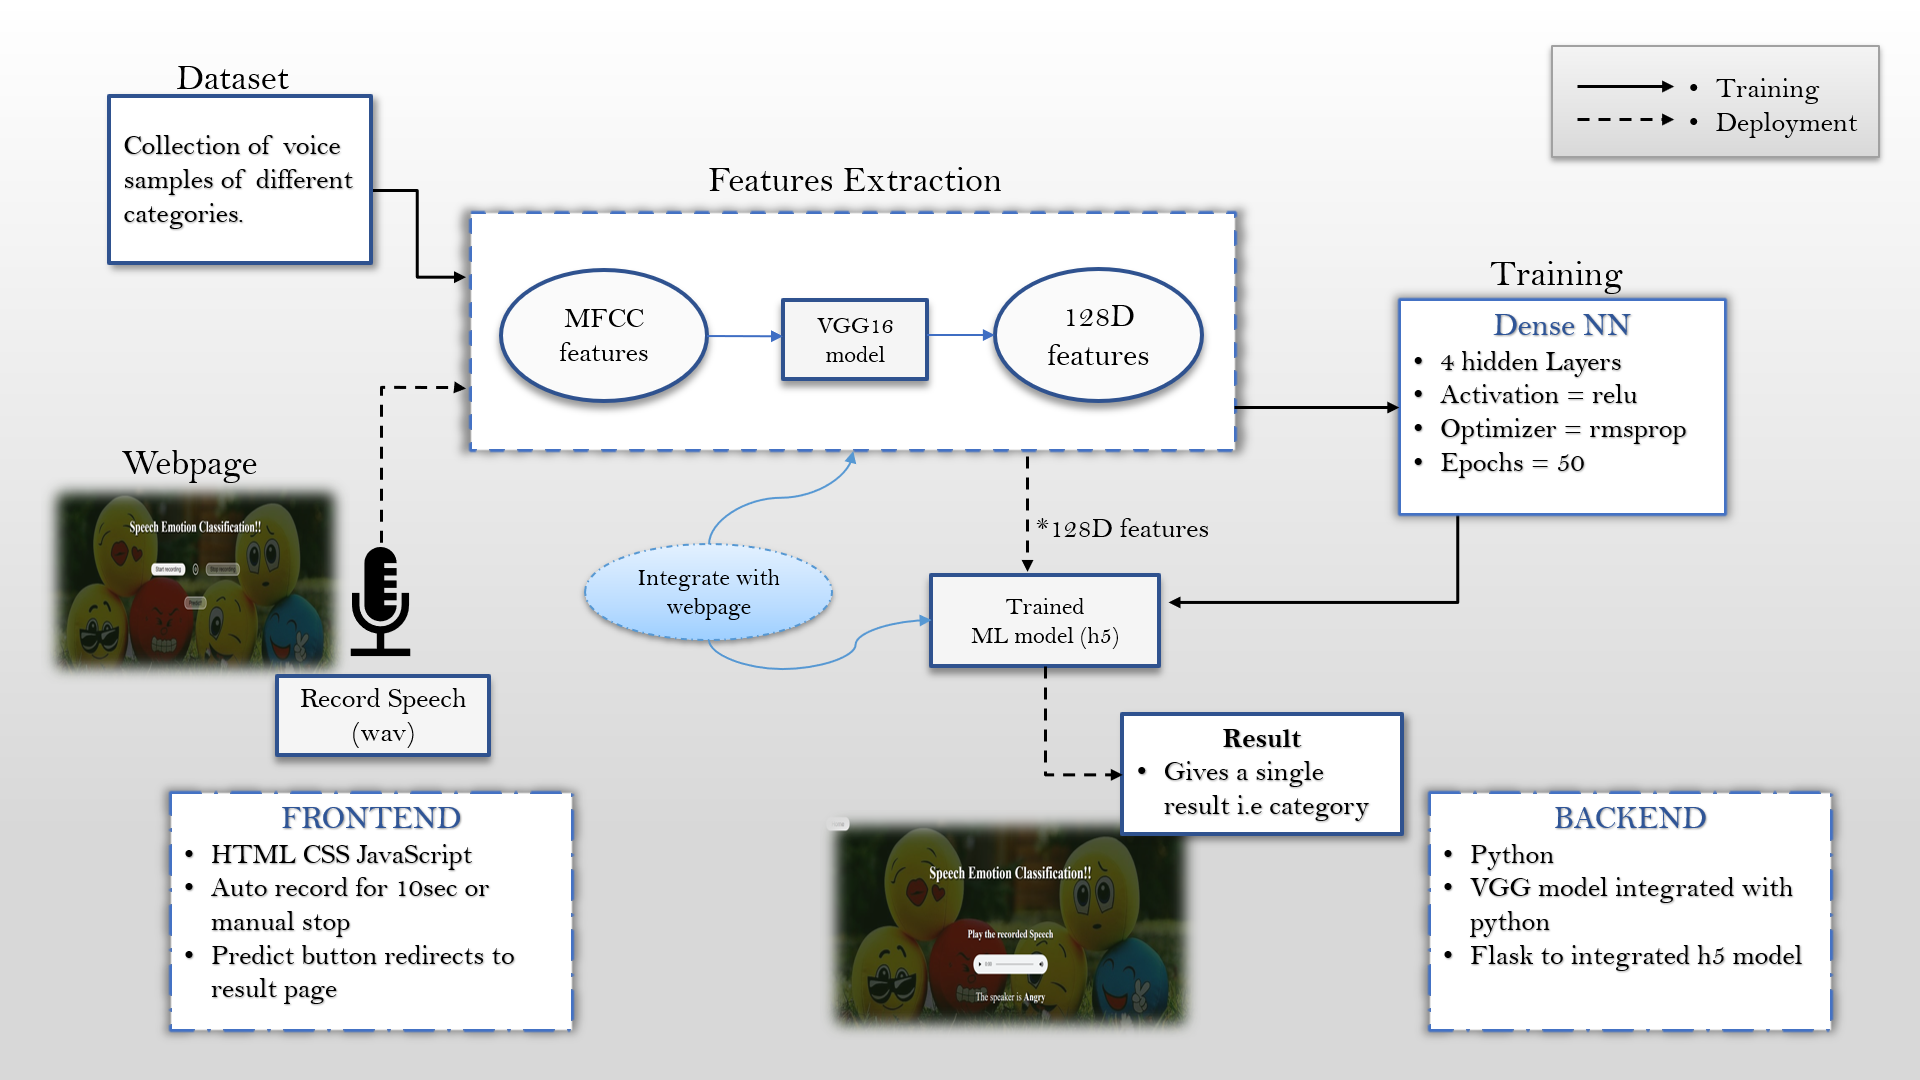 Dataset
Collection of voice
samples of different
categories.
• Training
• Deployment
Features Extraction
MFCC
features
VGG16
model
128D
features
Training
Dense NN
• 4 hidden Layers
• Activation = relu
• Optimizer = rmsprop
• Epochs = 50
Webpage
Speech Emotion Classification!!
Start recording
Stop recording
Predict
Record Speech
(wav)
Integrate with
webpage
*128D features
Trained
ML model (h5)
Result
• Gives a single
result i.e category
FRONTEND
• HTML CSS JavaScript
• Auto record for 10sec or
manual stop
• Predict button redirects to
result page
Speech Emotion Classification!!
Play the recorded Speech
The speaker is Angry
BACKEND
• Python
• VGG model integrated with
python
• Flask to integrated h5 model